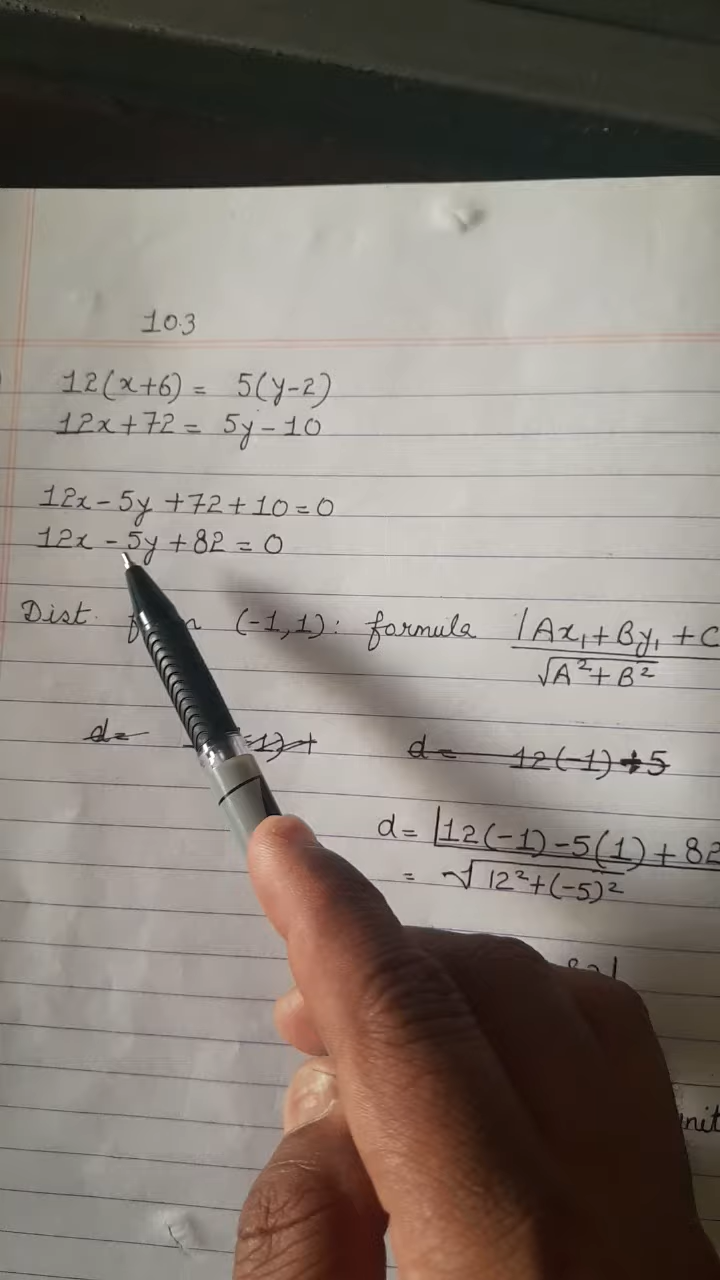 10.3
12(x+6) = 5(y-2)
12x+72 = 5y-10
12x-5y+72+10=0
12x-5y+82=0
Dist. (-1,1): formula |Ax₁+By₁+C
√A²+B²
d=
d= 12(-1)+5
d= |12(-1)-5(1)+82
= √12²+(-5)²